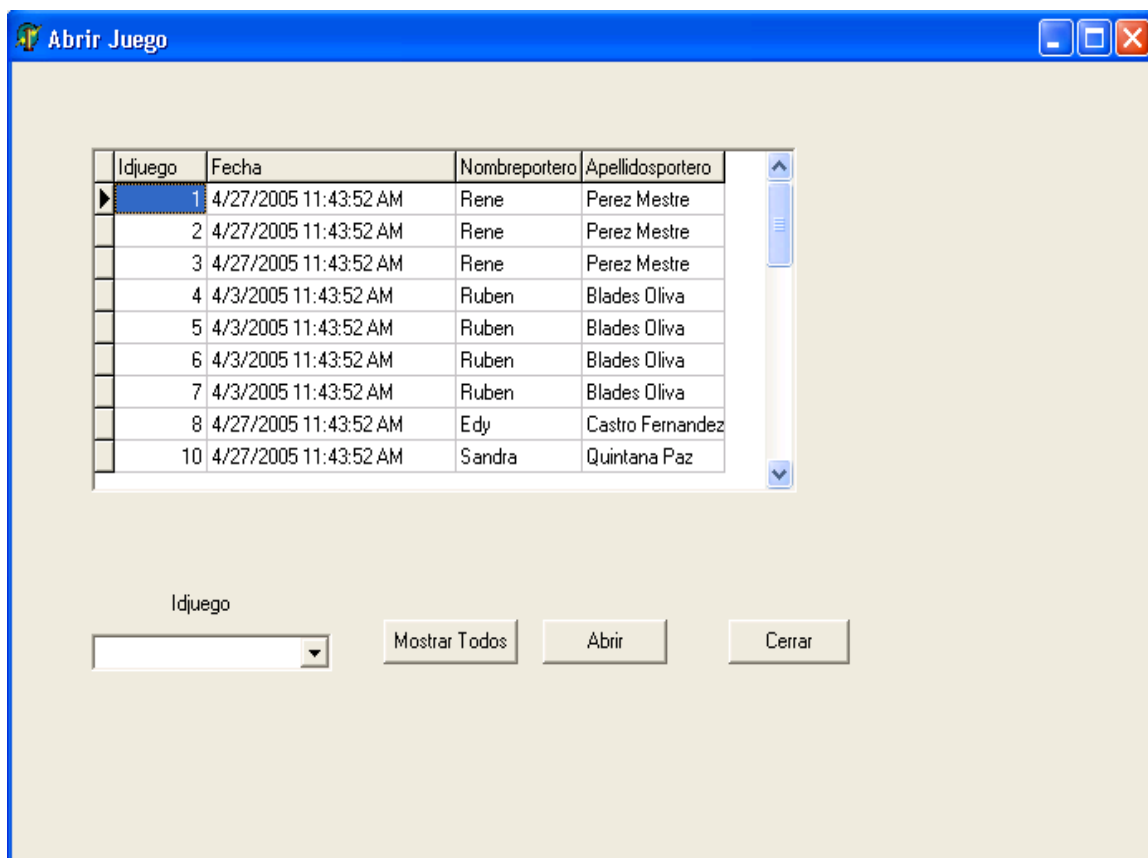 Abrir Juego
Idjuego Fecha Nombreportero Apellidosportero
1 4/27/2005 11:43:52 AM Rene Perez Mestre
2 4/27/2005 11:43:52 AM Rene Perez Mestre
3 4/27/2005 11:43:52 AM Rene Perez Mestre
4 4/3/2005 11:43:52 AM Ruben Blades Oliva
5 4/3/2005 11:43:52 AM Ruben Blades Oliva
6 4/3/2005 11:43:52 AM Ruben Blades Oliva
7 4/3/2005 11:43:52 AM Ruben Blades Oliva
8 4/27/2005 11:43:52 AM Edy Castro Fernandez
10 4/27/2005 11:43:52 AM Sandra Quintana Paz
Idjuego
Mostrar Todos Abrir Cerrar